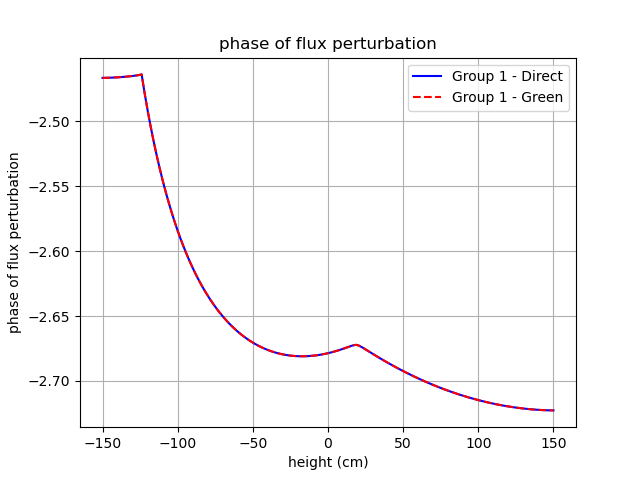 phase of flux perturbation
Group 1 - Direct
Group 1 - Green
phase of flux perturbation
−2.50
−2.55
−2.60
−2.65
−2.70
−150
−100
−50
0
50
100
150
height (cm)